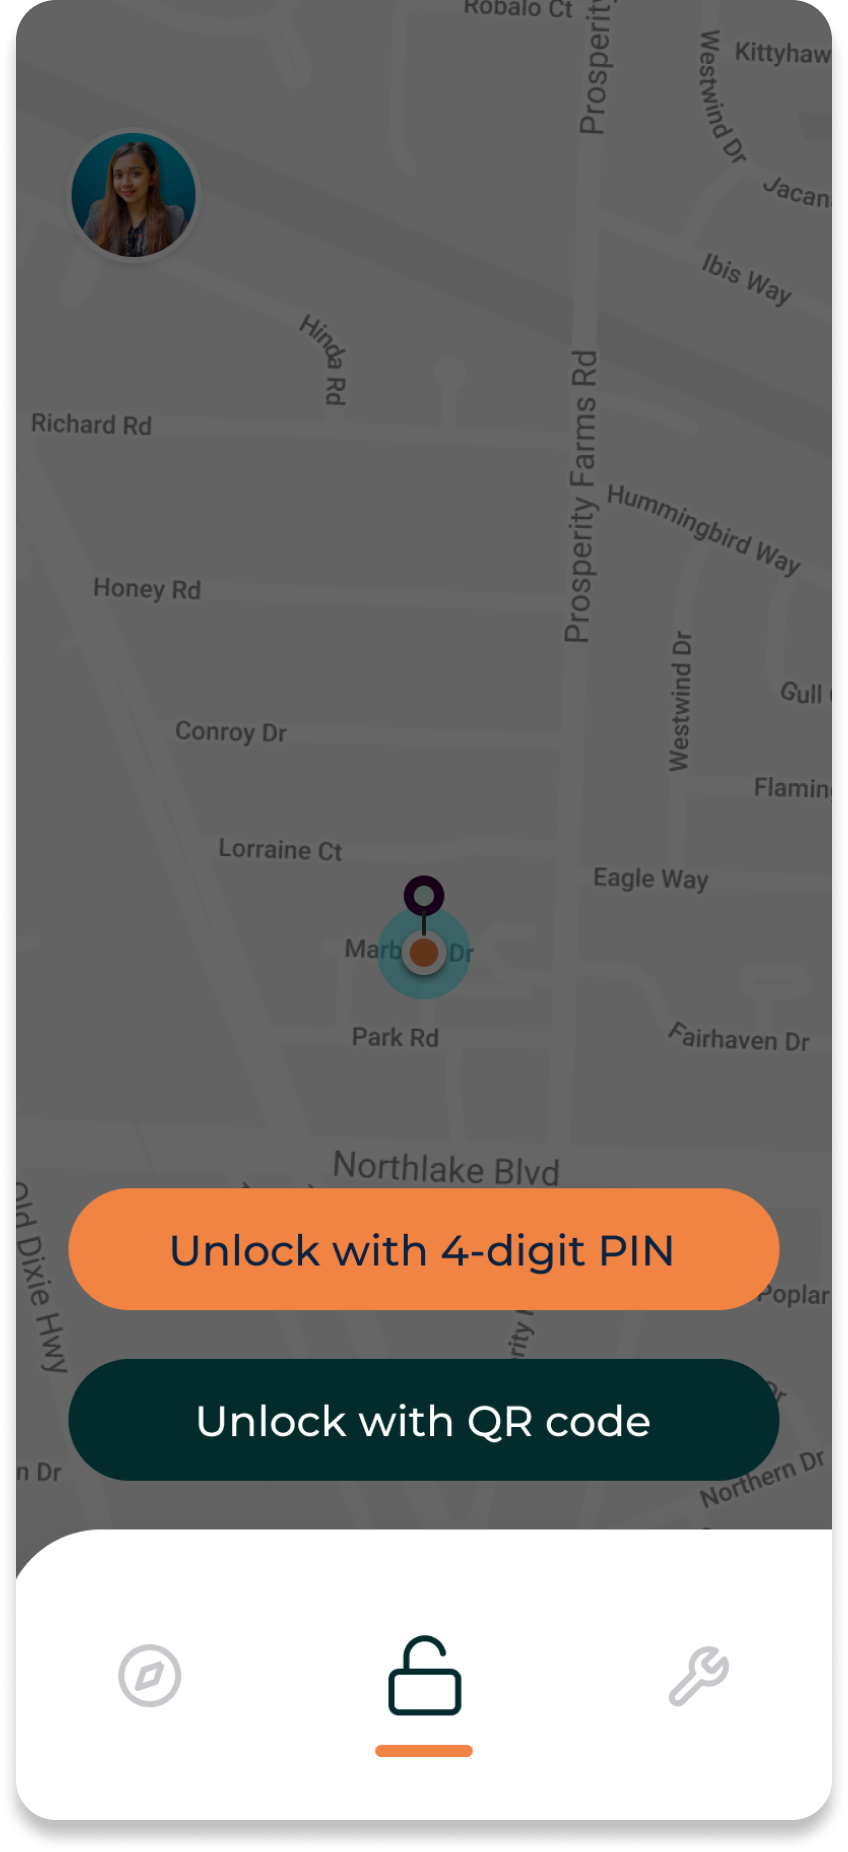 Robalo Ct
Prosperity
Westwind Dr
Kittyhaw
Jacan
Ibis Way
Hinda Rd
Richard Rd
Prosperity Farms Rd
Hummingbird Way
Honey Rd
Westwind Dr
Gull
Conroy Dr
Flamin
Lorraine Ct
Eagle Way
Marb Dr
Park Rd
Fairhaven Dr
Northlake Blvd
Old Dixie Hwy
Unlock with 4-digit PIN
Poplar
rity
Unlock with QR code
Dr
n Dr
Northern Dr